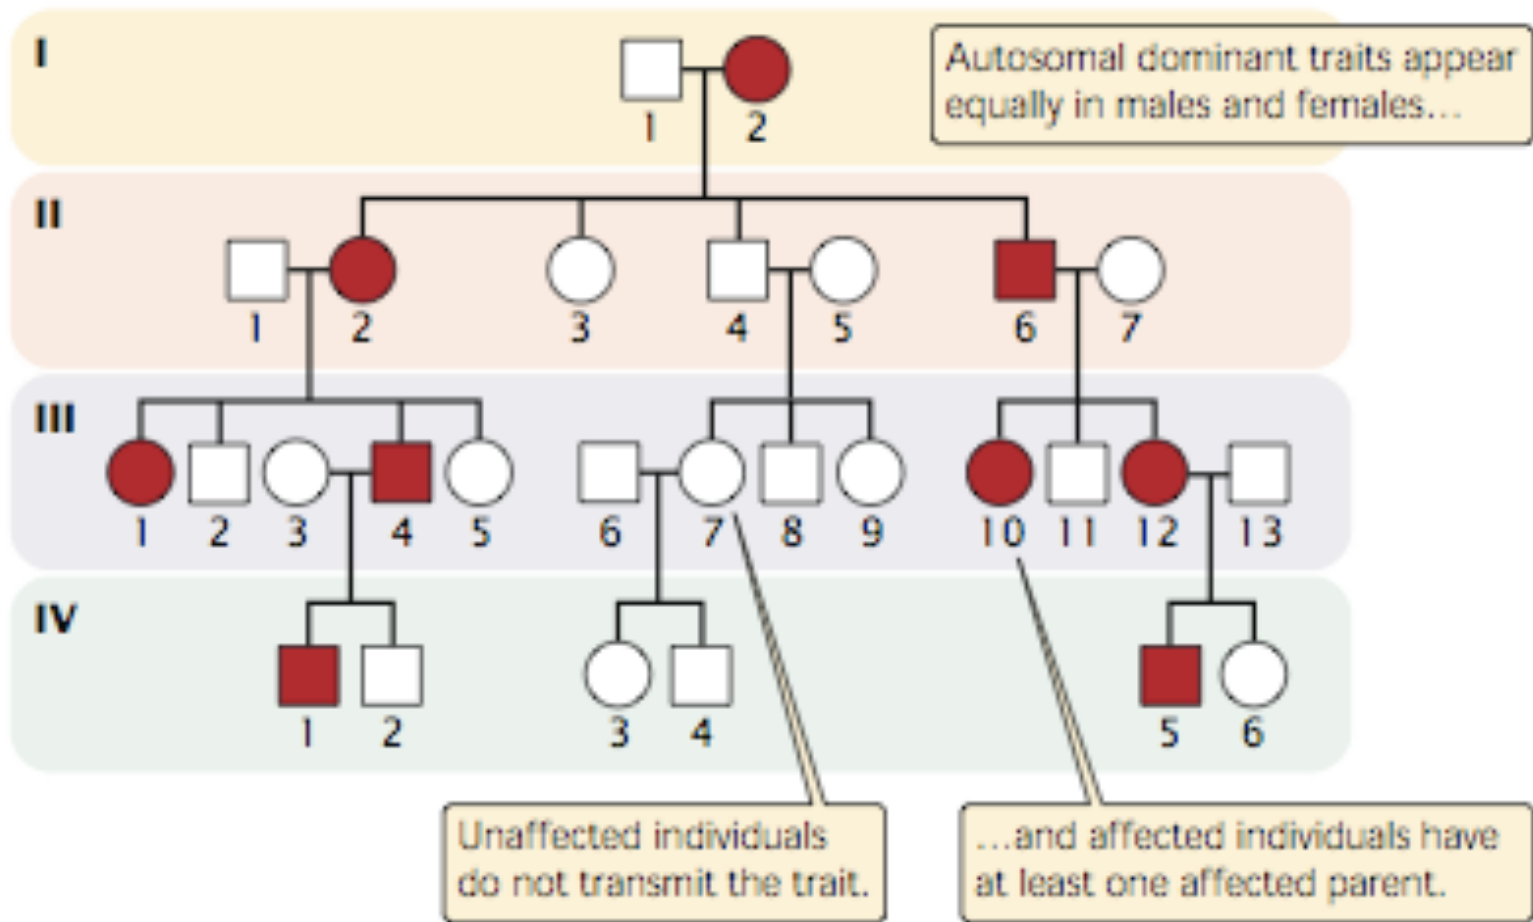 I
Autosomal dominant traits appear
equally in males and females...
1 2
II
1 2 3 4 5 6 7
III
1 2 3 4 5 6 7 8 9 10 11 12 13
IV
1 2 3 4 5 6
Unaffected individuals
do not transmit the trait.
...and affected individuals have
at least one affected parent.